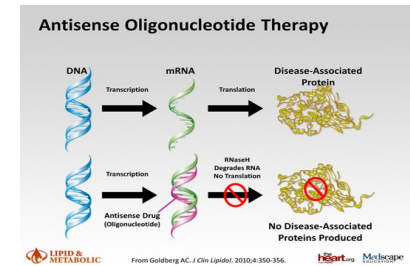 Antisense Oligonucleotide Therapy
DNA
mRNA
Disease-Associated
Protein
Transcription
Translation
Transcription
RNaseH
Degrades RNA
No Translation
Antisense Drug
(Oligonucleotide)
No Disease-Associated
Proteins Produced
LIPID &
METABOLIC
From Goldberg AC. J Clin Lipidol. 2010;4:350-356.
the
heart.org
Medscape
EDUCATION